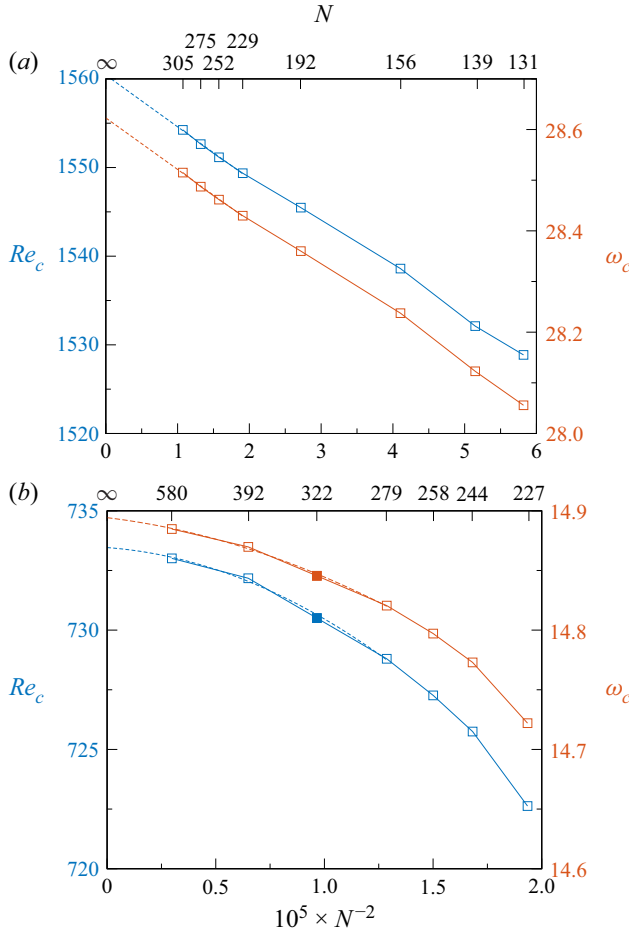 N
275 229
(a) ∞ 305 252 192 156 139 131
1560
28.6
1550
28.4
Re_c 1540 ω_c
28.2
1530
1520 28.0
0 1 2 3 4 5 6
(b) ∞ 580 392 322 279 258 244 227
735 14.9
730 14.8
Re_c ω_c
725 14.7
720 14.6
0 0.5 1.0 1.5 2.0
10^5 × N^−2